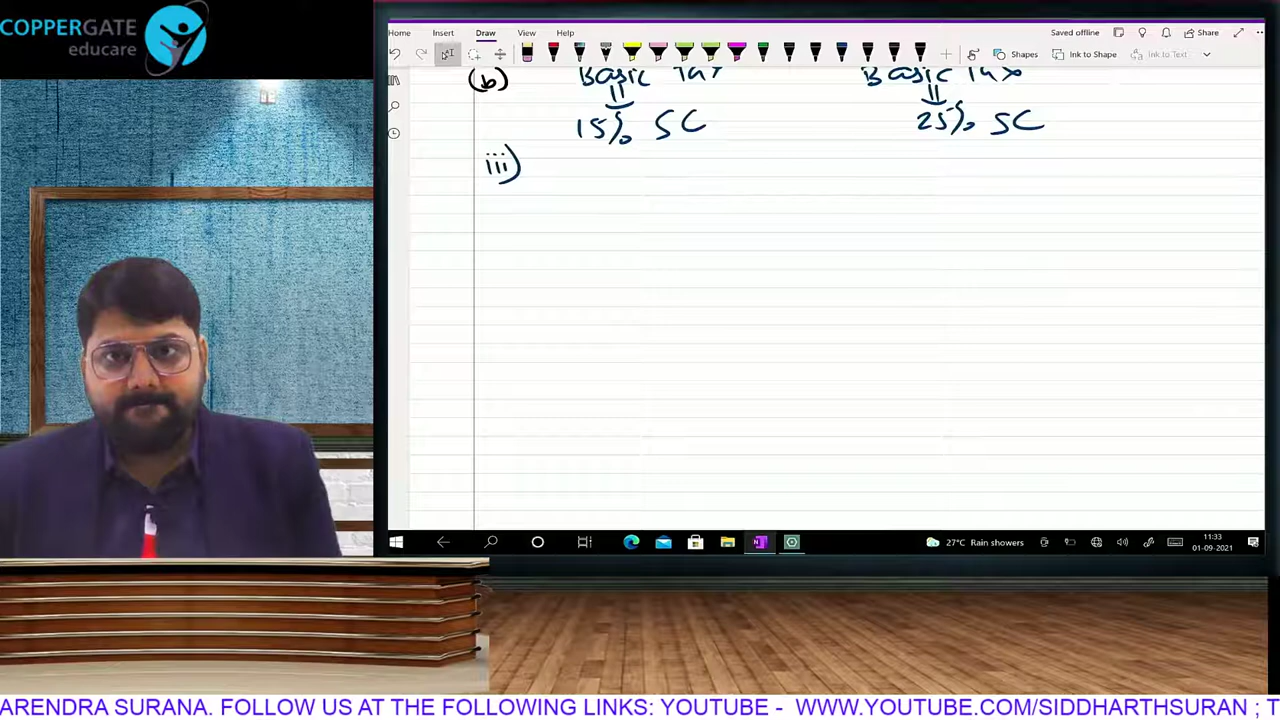 COPPERGATE
educare
Home Insert Draw View Help
Saved offline
Share
Shapes
Ink to Shape
Ink to Text
(b) Basic Tax Basic Tax
15% SC 25% SC
iii)
27°C Rain showers
11:33
01-09-2021
ARENDRA SURANA. FOLLOW US AT THE FOLLOWING LINKS: YOUTUBE - WWW.YOUTUBE.COM/SIDDHARTHSURAN ; T